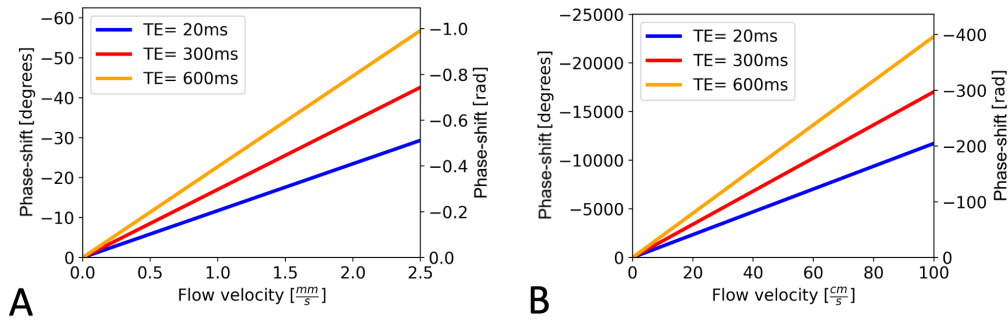 TE= 20ms
TE= 300ms
TE= 600ms
Phase-shift [degrees]
−60
−50
−40
−30
−20
−10
0
0.0
0.5
1.0
1.5
2.0
2.5
Flow velocity [mm/s]
−1.0
−0.8
−0.6
−0.4
−0.2
0.0
Phase-shift [rad]
A
TE= 20ms
TE= 300ms
TE= 600ms
Phase-shift [degrees]
−25000
−20000
−15000
−10000
−5000
0
0
20
40
60
80
100
Flow velocity [cm/s]
−400
−300
−200
−100
0
Phase-shift [rad]
B